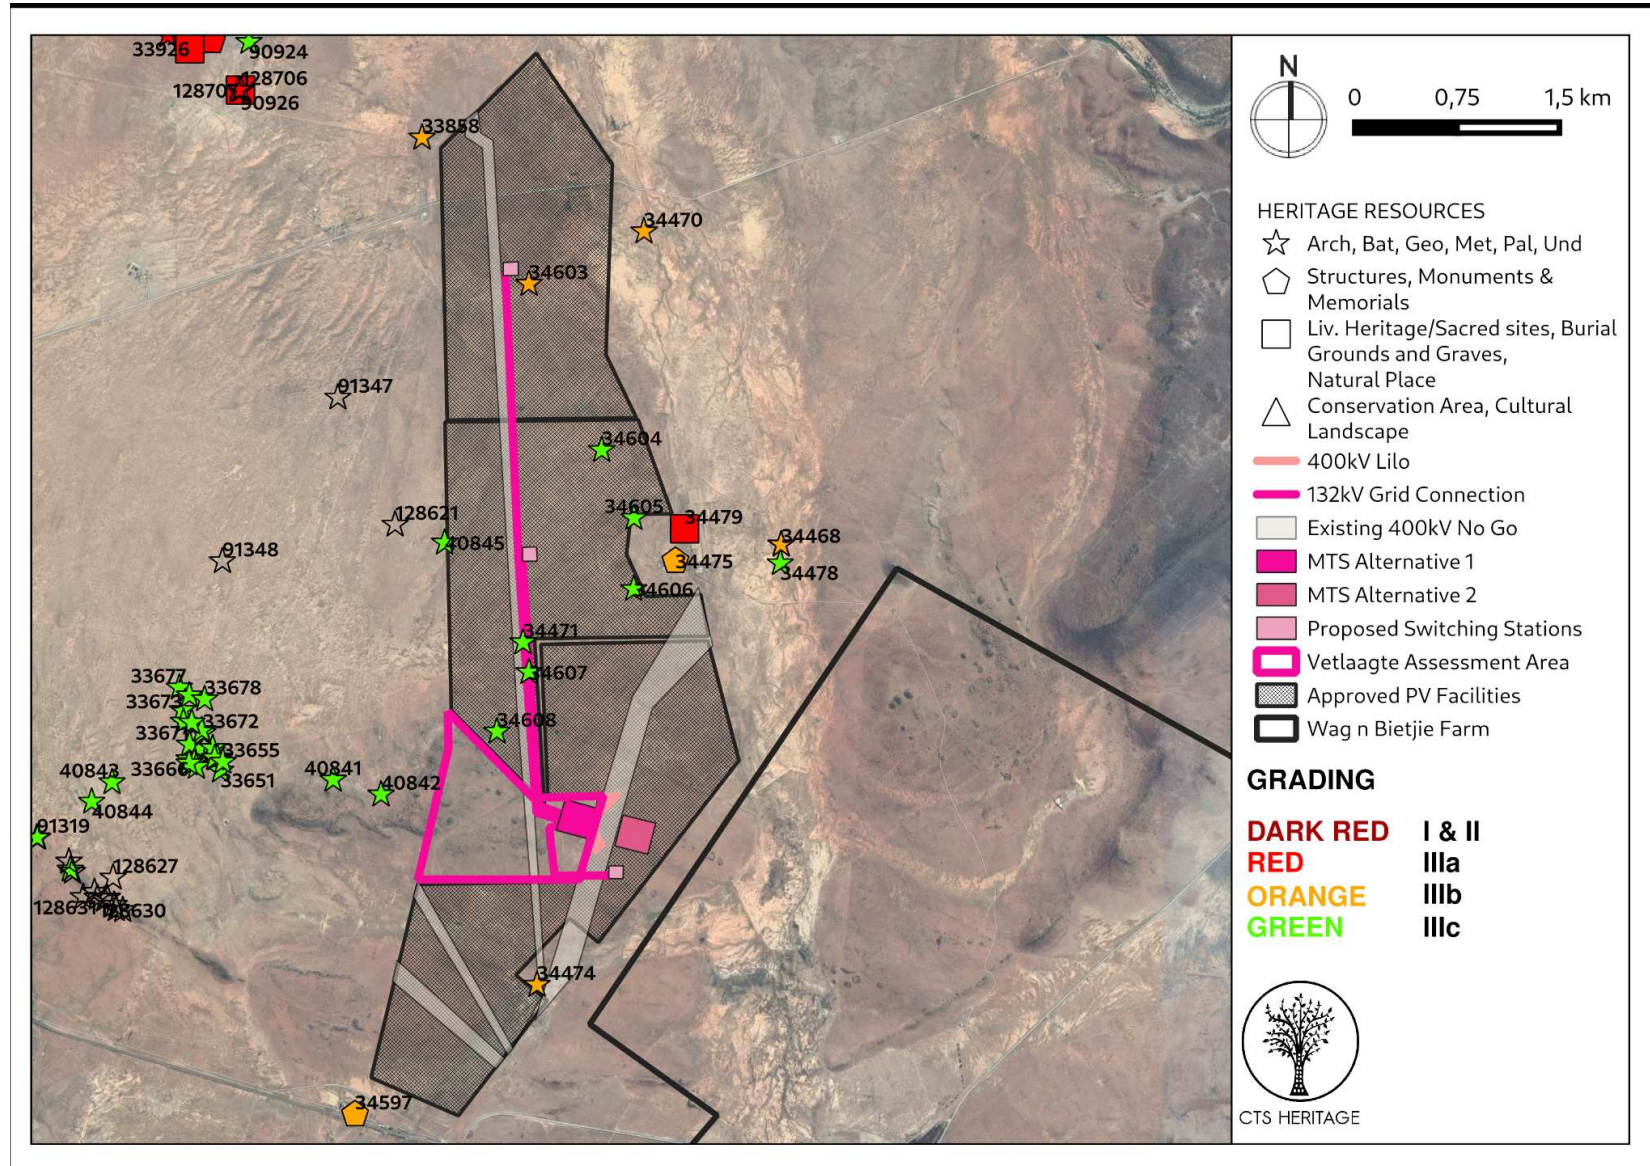 33926
90924
128706
128707
90926
33858
34470
34603
91347
34604
34605
34479
128621
40845
34468
91348
34475
34478
34606
34471
34607
33677
33678
33673
33672
34608
33671
33655
33666
33651
40843
40841
40842
40844
91319
128627
128631
128630
34474
34597
N
0 0,75 1,5 km
HERITAGE RESOURCES
Arch, Bat, Geo, Met, Pal, Und
Structures, Monuments &
Memorials
Liv. Heritage/Sacred sites, Burial
Grounds and Graves,
Natural Place
Conservation Area, Cultural
Landscape
400kV Lilo
132kV Grid Connection
Existing 400kV No Go
MTS Alternative 1
MTS Alternative 2
Proposed Switching Stations
Vetlaagte Assessment Area
Approved PV Facilities
Wag n Bietjie Farm
GRADING
DARK RED I & II
RED IIIa
ORANGE IIIb
GREEN IIIc
CTS HERITAGE